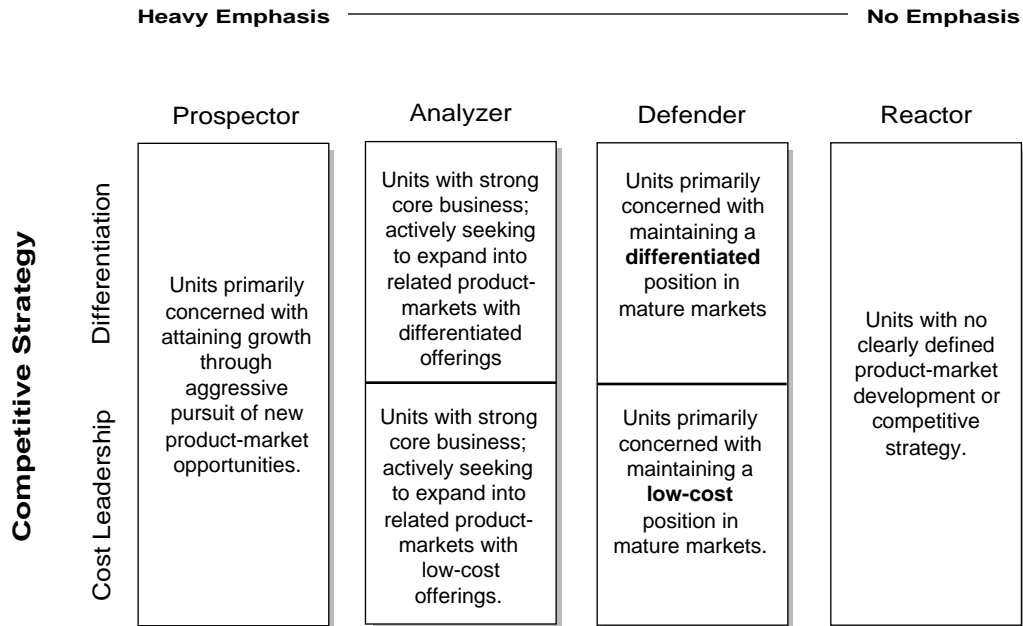 Heavy Emphasis
No Emphasis
Competitive Strategy
Differentiation
Cost Leadership
Prospector
Units primarily
concerned with
attaining growth
through
aggressive
pursuit of new
product-market
opportunities.
Analyzer
Units with strong
core business;
actively seeking
to expand into
related product-
markets with
differentiated
offerings
Units with strong
core business;
actively seeking
to expand into
related product-
markets with
low-cost
offerings.
Defender
Units primarily
concerned with
maintaining a
differentiated
position in
mature markets
Units primarily
concerned with
maintaining a
low-cost
position in
mature markets.
Reactor
Units with no
clearly defined
product-market
development or
competitive
strategy.